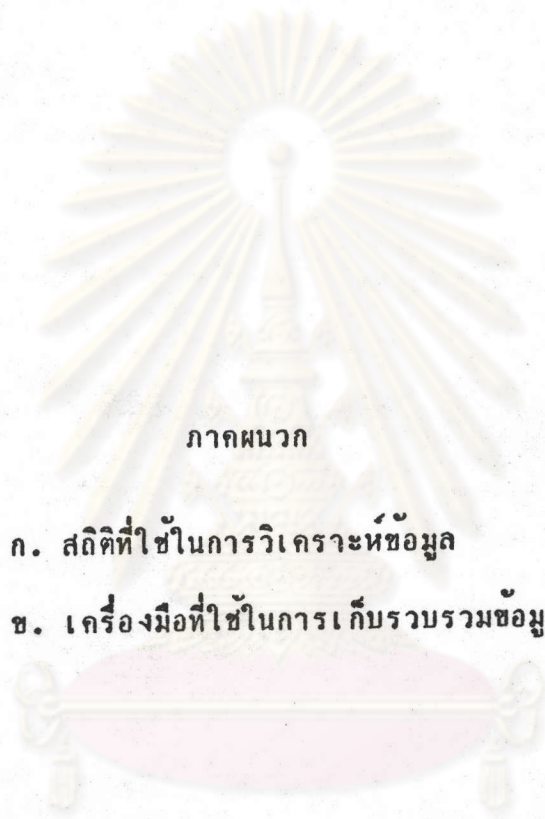 ภาคผนวก
ก. สถิติที่ใช้ในการวิเคราะห์ข้อมูล
ข. เครื่องมือที่ใช้ในการเก็บรวบรวมข้อมู